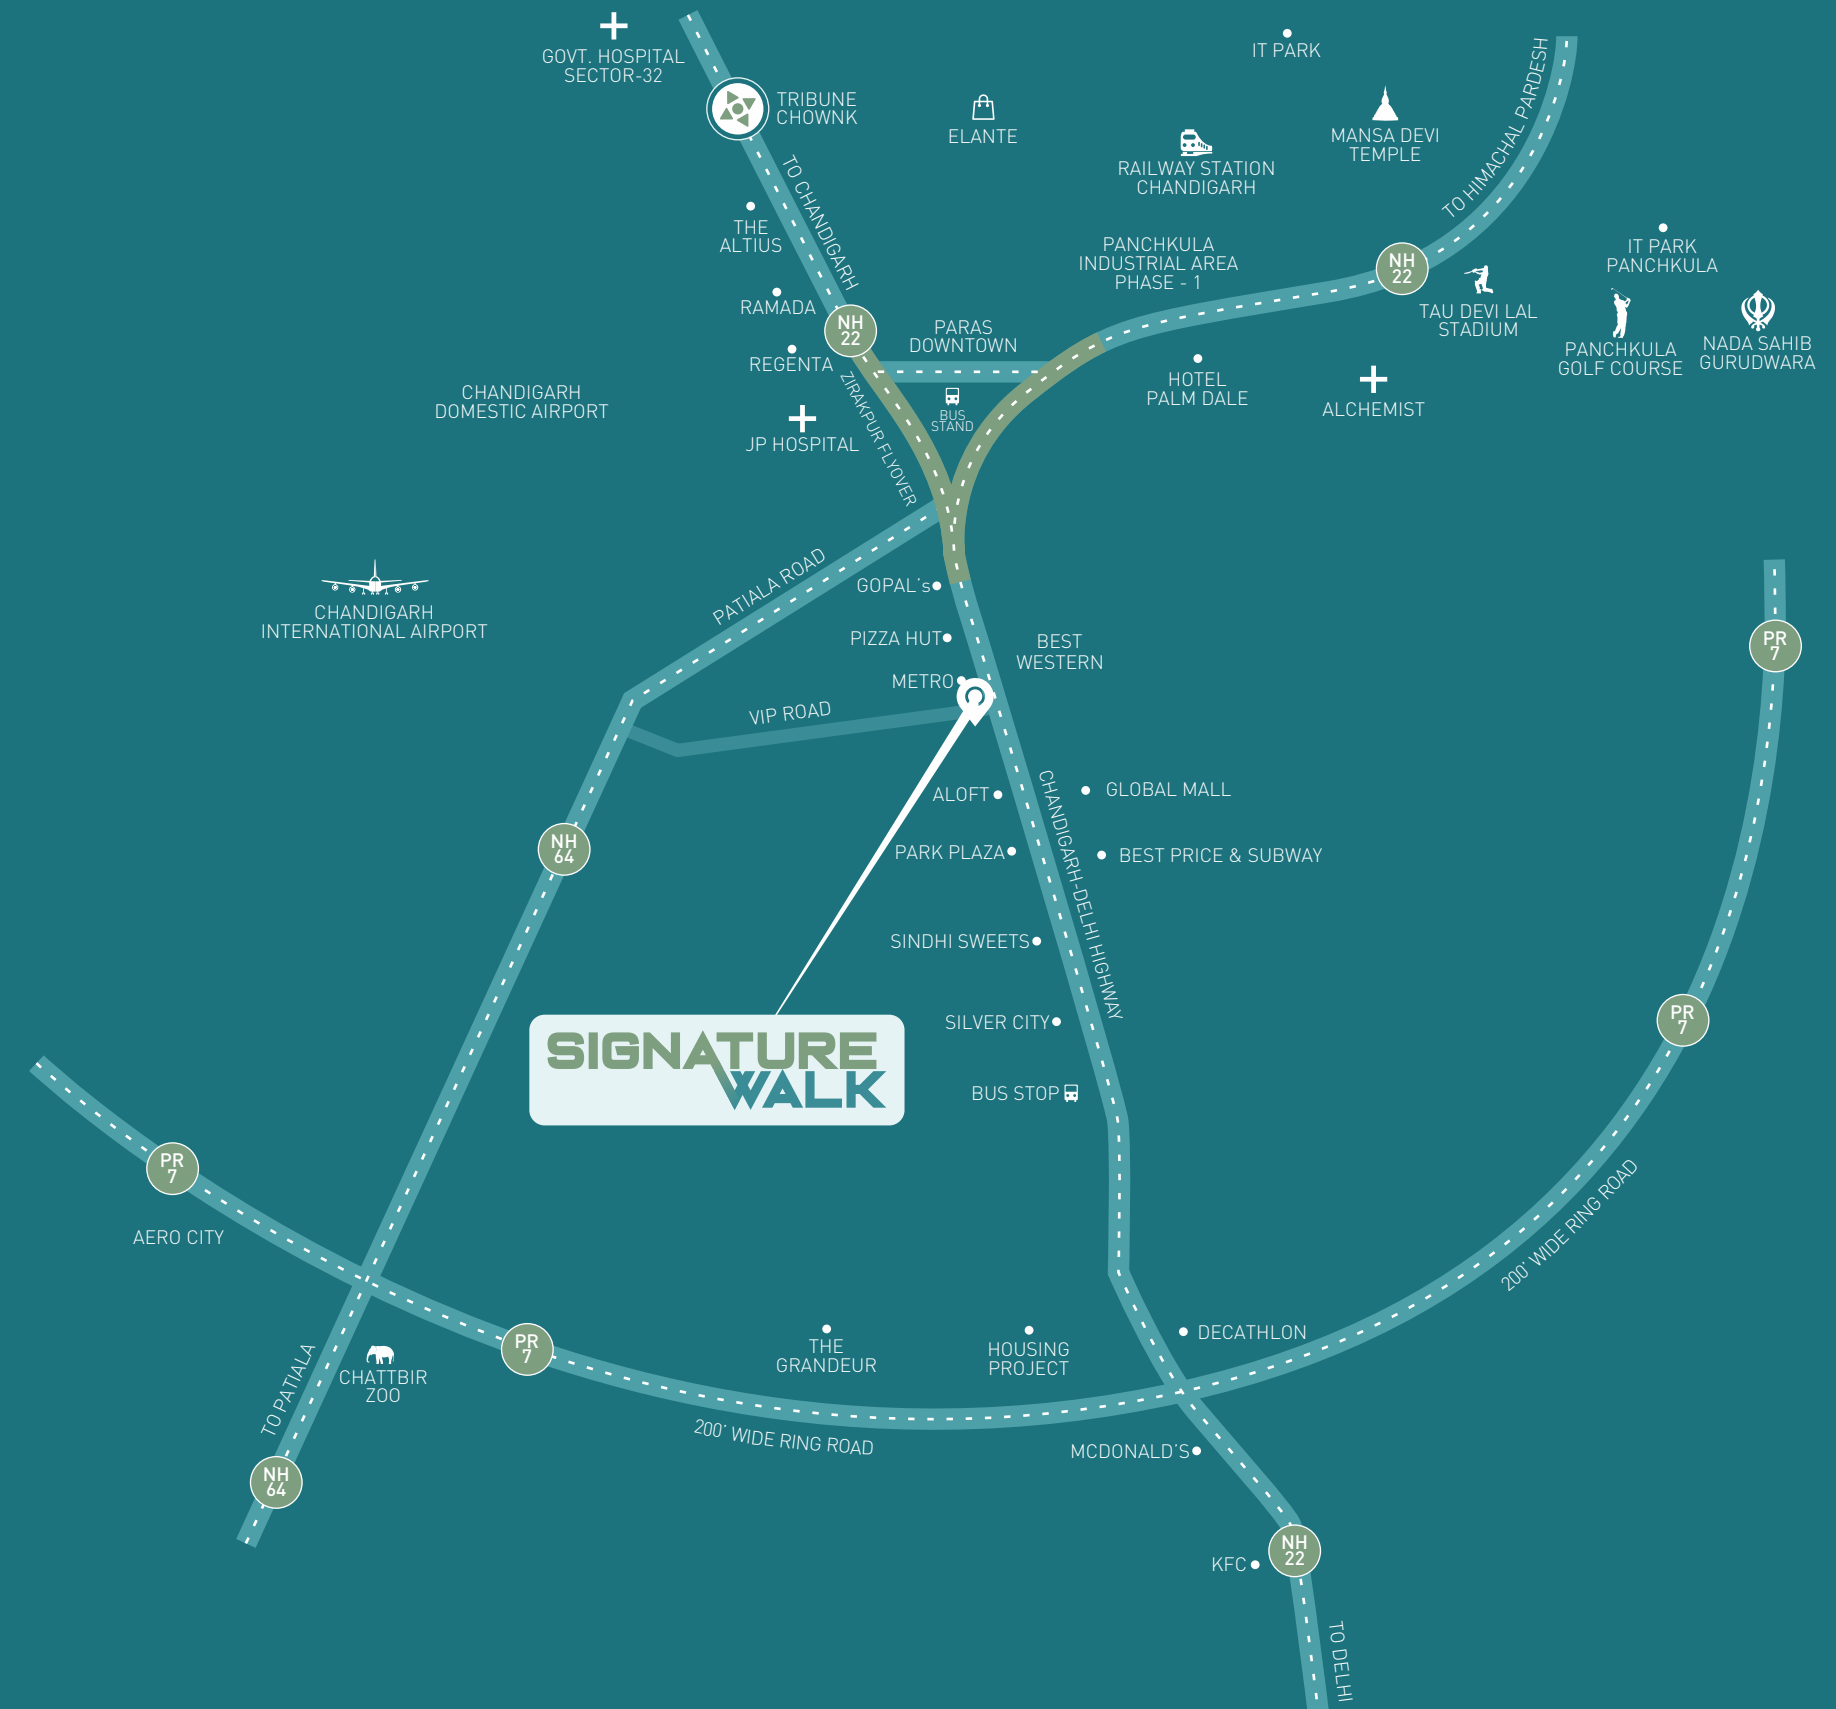 GOVT. HOSPITAL
SECTOR-32
TRIBUNE
CHOWNK
ELANTE
IT PARK
RAILWAY STATION
CHANDIGARH
MANSA DEVI
TEMPLE
TO HIMACHAL PARDESH
TO CHANDIGARH
THE
ALTIUS
RAMADA
REGENTA
NH
22
PARAS
DOWNTOWN
PANCHKULA
INDUSTRIAL AREA
PHASE - 1
NH
22
TAU DEVI LAL
STADIUM
IT PARK
PANCHKULA
PANCHKULA
GOLF COURSE
NADA SAHIB
GURUDWARA
CHANDIGARH
DOMESTIC AIRPORT
JP HOSPITAL
ZIRAKPUR FLYOVER
BUS
STAND
HOTEL
PALM DALE
ALCHEMIST
CHANDIGARH
INTERNATIONAL AIRPORT
PATIALA ROAD
GOPAL's
PIZZA HUT
METRO
BEST
WESTERN
VIP ROAD
PR
7
NH
64
ALOFT
PARK PLAZA
GLOBAL MALL
BEST PRICE & SUBWAY
CHANDIGARH-DELHI HIGHWAY
SINDHI SWEETS
SILVER CITY
BUS STOP
SIGNATURE
WALK
PR
7
PR
7
AERO CITY
200' WIDE RING ROAD
TO PATIALA
CHATTBIR
ZOO
PR
7
THE
GRANDEUR
HOUSING
PROJECT
DECATHLON
200' WIDE RING ROAD
MCDONALD'S
NH
64
KFC
NH
22
TO DELHI